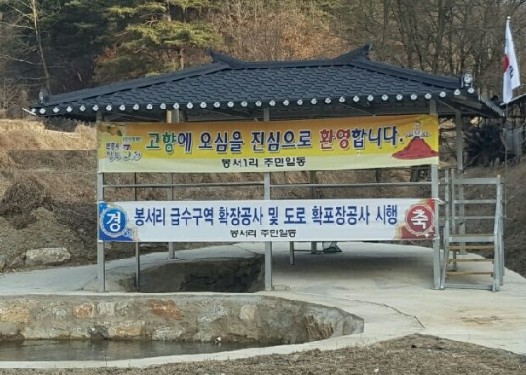 고향에 오심을 진심으로 환영합니다.
봉서1리 주민일동
경 봉서리 급수구역 확장공사 및 도로 확포장공사 시행 축
봉서리 주민일동